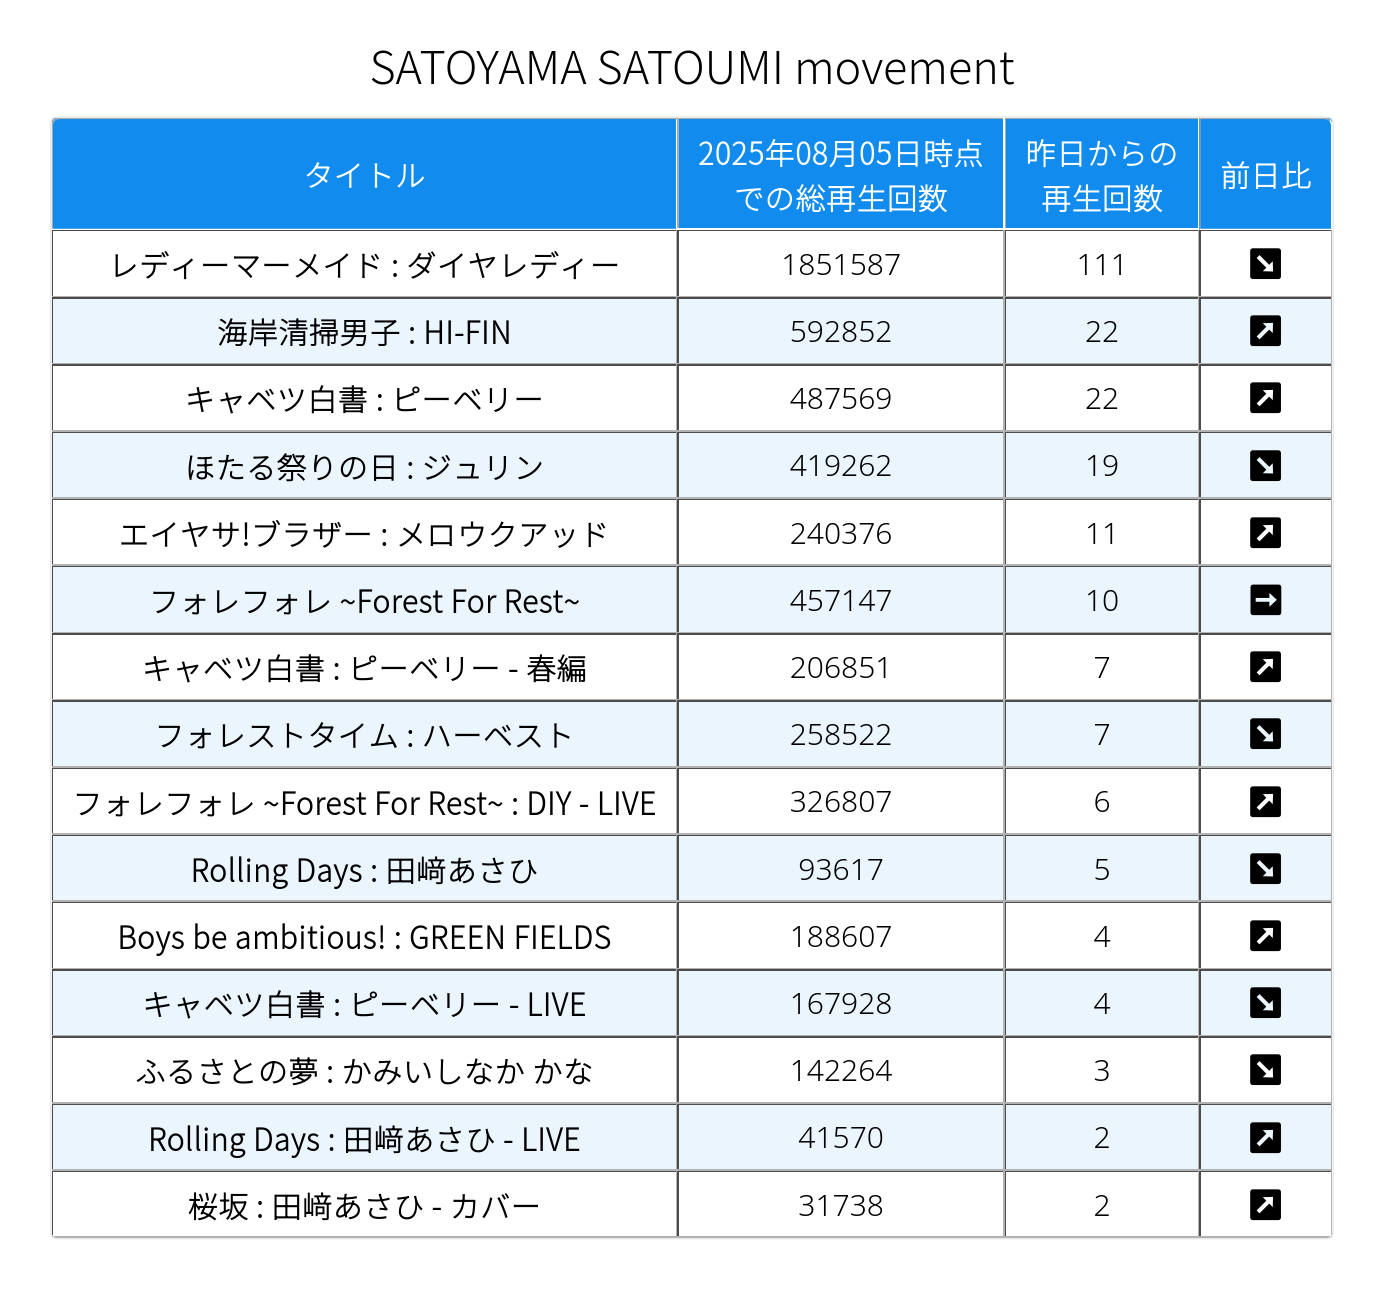 SATOYAMA SATOUMI movement
タイトル 2025年08月05日時点での総再生回数 昨日からの再生回数 前日比
レディーマーメイド : ダイヤレディー 1851587 111 ↘
海岸清掃男子 : HI-FIN 592852 22 ↗
キャベツ白書 : ピーベリー 487569 22 ↗
ほたる祭りの日 : ジュリン 419262 19 ↘
エイヤサ!ブラザー : メロウクアッド 240376 11 ↗
フォレフォレ ~Forest For Rest~ 457147 10 →
キャベツ白書 : ピーベリー - 春編 206851 7 ↗
フォレストタイム : ハーベスト 258522 7 ↘
フォレフォレ ~Forest For Rest~ : DIY - LIVE 326807 6 ↗
Rolling Days : 田﨑あさひ 93617 5 ↘
Boys be ambitious! : GREEN FIELDS 188607 4 ↗
キャベツ白書 : ピーベリー - LIVE 167928 4 ↘
ふるさとの夢 : かみいしなか かな 142264 3 ↘
Rolling Days : 田﨑あさひ - LIVE 41570 2 ↗
桜坂 : 田﨑あさひ - カバー 31738 2 ↗